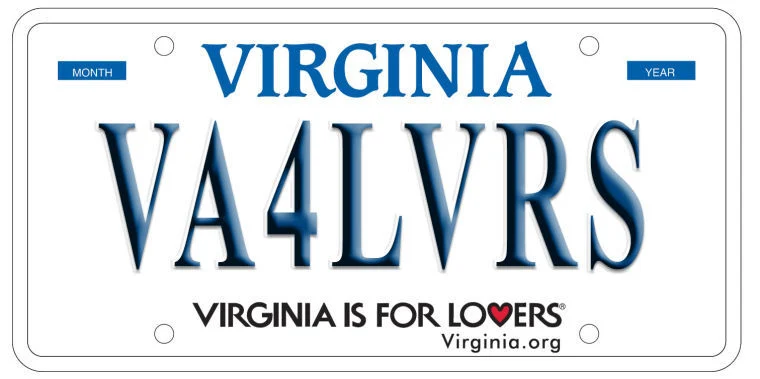 MONTH VIRGINIA YEAR
VA4LVRS
VIRGINIA IS FOR LOVERS®
Virginia.org